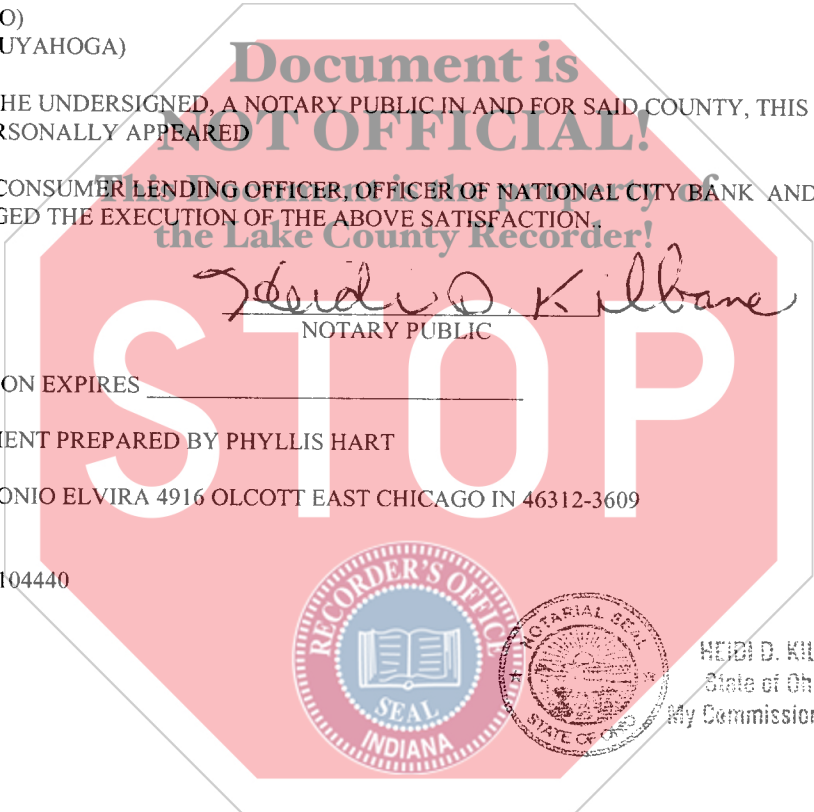 O)
UYAHOGA)
Document is
HE UNDERSIGNED, A NOTARY PUBLIC IN AND FOR SAID COUNTY, THIS
NOT OFFICIAL!
RSONALLY APPEARED
CONSUMER LENDING OFFICER, OFFICER OF NATIONAL CITY BANK AND
This Document is the property of
GED THE EXECUTION OF THE ABOVE SATISFACTION..
the Lake County Recorder!
Heidi D. Kilbane
NOTARY PUBLIC
STOP
ON EXPIRES
MENT PREPARED BY PHYLLIS HART
ONIO ELVIRA 4916 OLCOTT EAST CHICAGO IN 46312-3609
104440
RECORDER'S OFFICE
SEAL
INDIANA
NOTARIAL SEAL
STATE OF OHIO
HEIDI D. KIL
State of Oh
My Commission